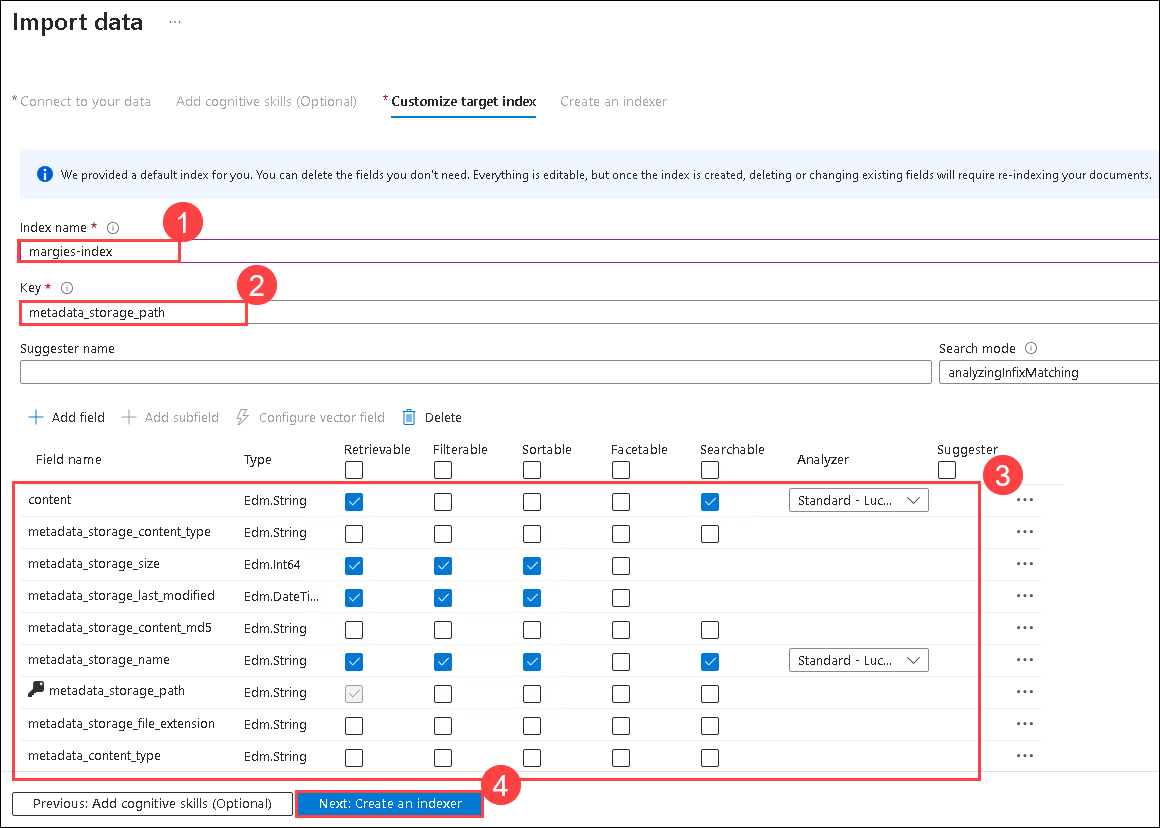 Import data ...
* Connect to your data Add cognitive skills (Optional) * Customize target index Create an indexer
We provided a default index for you. You can delete the fields you don't need. Everything is editable, but once the index is created, deleting or changing existing fields will require re-indexing your documents.
Index name * 1
margies-index
Key * 2
metadata_storage_path
Suggester name Search mode
analyzingInfixMatching
Add field Add subfield Configure vector field Delete
Field name Type Retrievable Filterable Sortable Facetable Searchable Analyzer Suggester
3
content Edm.String Standard - Luc... ...
metadata_storage_content_type Edm.String ...
metadata_storage_size Edm.Int64 ...
metadata_storage_last_modified Edm.DateTi... ...
metadata_storage_content_md5 Edm.String ...
metadata_storage_name Edm.String Standard - Luc... ...
metadata_storage_path Edm.String ...
metadata_storage_file_extension Edm.String ...
metadata_content_type Edm.String ...
4
Previous: Add cognitive skills (Optional) Next: Create an indexer